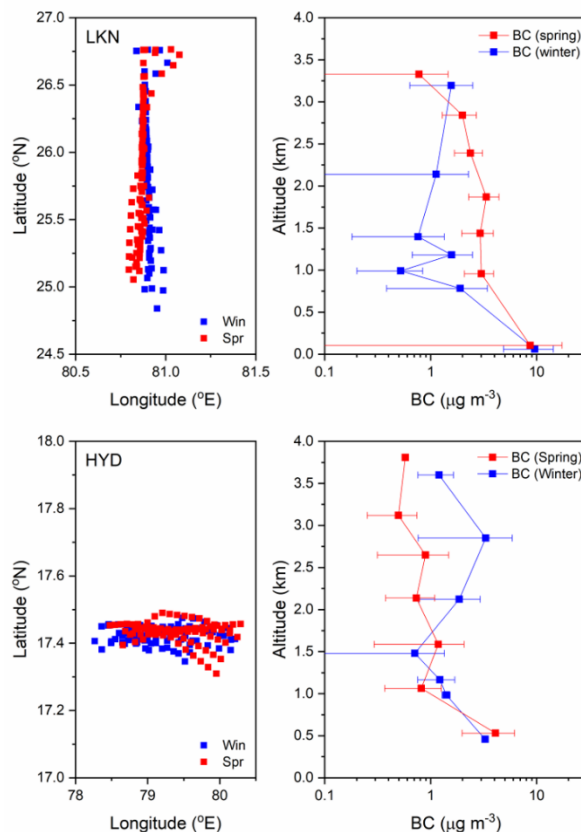 LKN
27.0
26.5
26.0
25.5
25.0
24.5
Latitude (°N)
Win
Spr
80.5 81.0 81.5
Longitude (°E)
BC (spring)
BC (winter)
4.0
3.5
3.0
2.5
2.0
1.5
1.0
0.5
0.0
Altitude (km)
0.1 1 10
BC (μg m⁻³)
HYD
18.0
17.8
17.6
17.4
17.2
17.0
Latitude (°N)
Win
Spr
78 79 80
Longitude (°E)
BC (Spring)
BC (Winter)
4.0
3.5
3.0
2.5
2.0
1.5
1.0
0.5
0.0
Altitude (km)
0.1 1 10
BC (μg m⁻³)